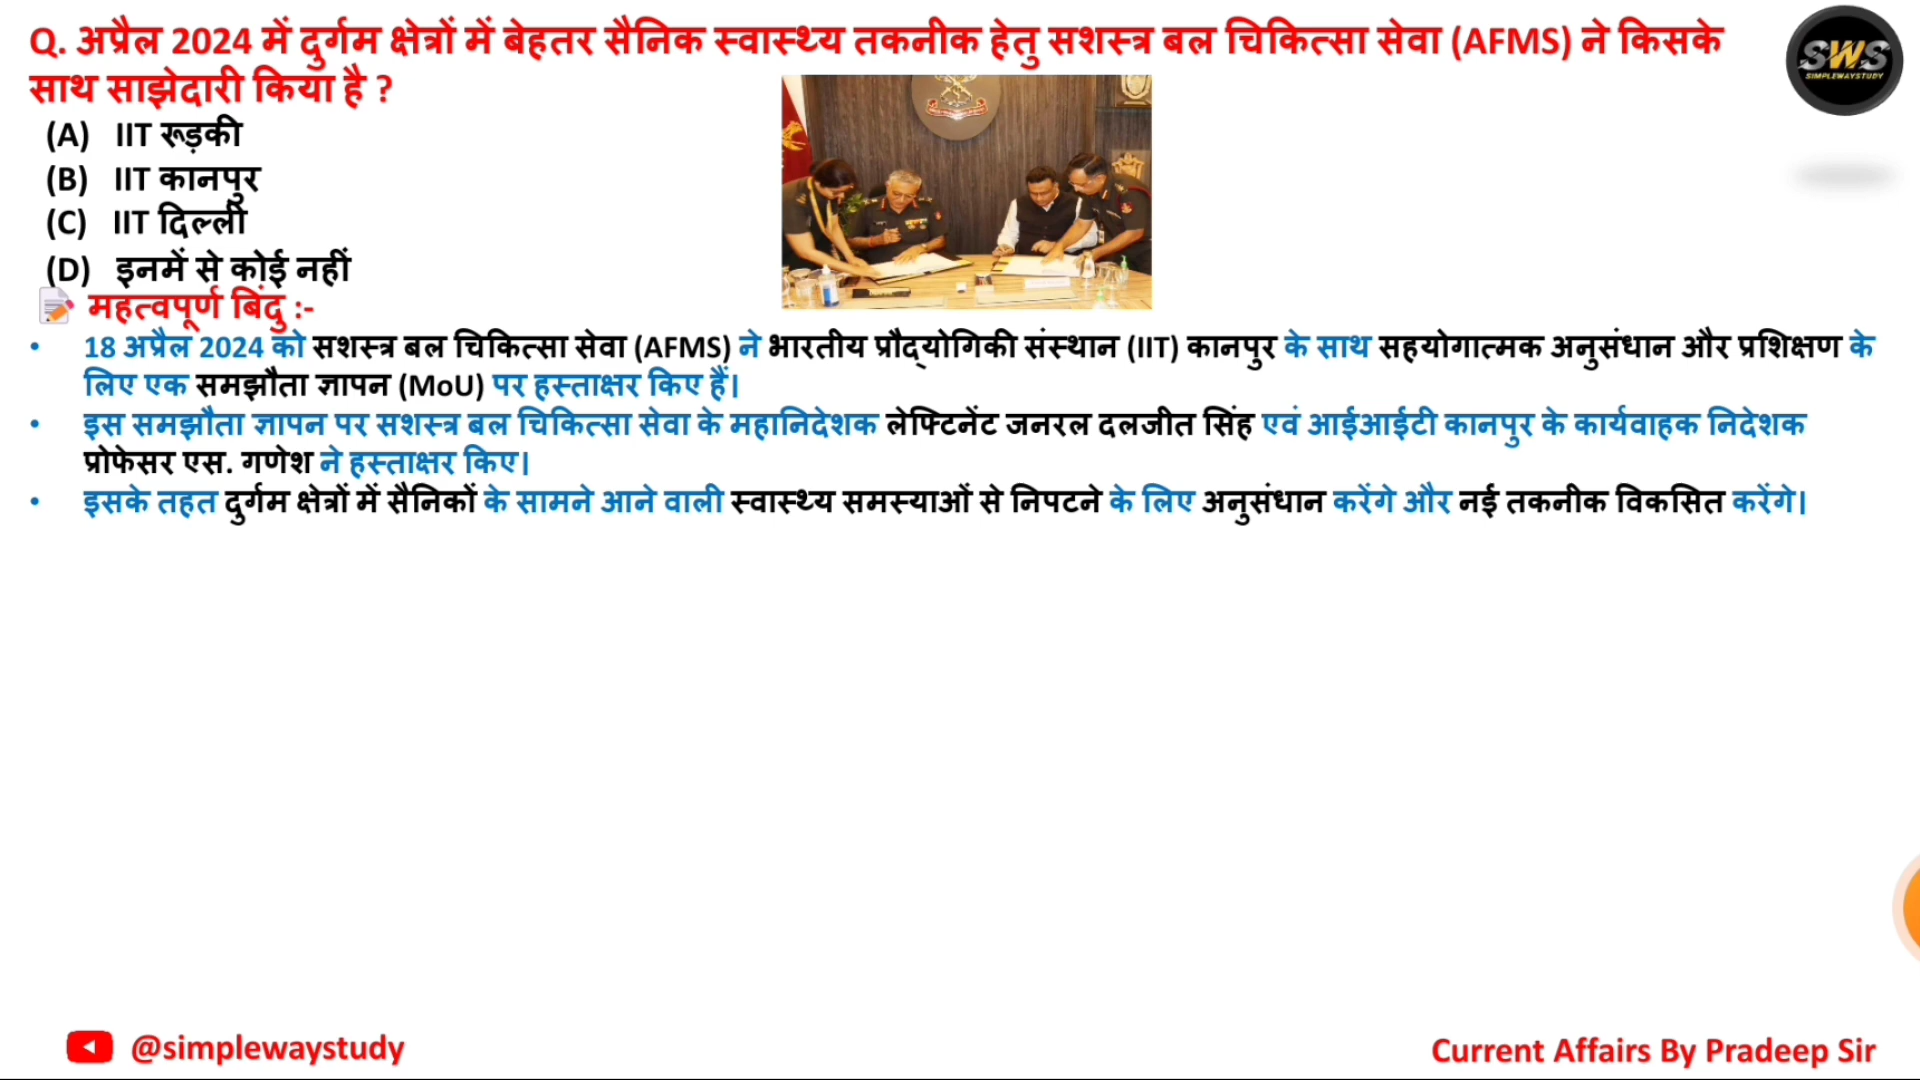 Q. अप्रैल 2024 में दुर्गम क्षेत्रों में बेहतर सैनिक स्वास्थ्य तकनीक हेतु सशस्त्र बल चिकित्सा सेवा (AFMS) ने किसके
साथ साझेदारी किया है ?
SWS
SIMPLEWAYSTUDY
(A) IIT रूड़की
(B) IIT कानपुर
(C) IIT दिल्ली
(D) इनमें से कोई नहीं
महत्वपूर्ण बिंदु :-
• 18 अप्रैल 2024 को सशस्त्र बल चिकित्सा सेवा (AFMS) ने भारतीय प्रौद्योगिकी संस्थान (IIT) कानपुर के साथ सहयोगात्मक अनुसंधान और प्रशिक्षण के
लिए एक समझौता ज्ञापन (MoU) पर हस्ताक्षर किए हैं।
• इस समझौता ज्ञापन पर सशस्त्र बल चिकित्सा सेवा के महानिदेशक लेफ्टिनेंट जनरल दलजीत सिंह एवं आईआईटी कानपुर के कार्यवाहक निदेशक
प्रोफेसर एस. गणेश ने हस्ताक्षर किए।
• इसके तहत दुर्गम क्षेत्रों में सैनिकों के सामने आने वाली स्वास्थ्य समस्याओं से निपटने के लिए अनुसंधान करेंगे और नई तकनीक विकसित करेंगे।
@simplewaystudy
Current Affairs By Pradeep Sir